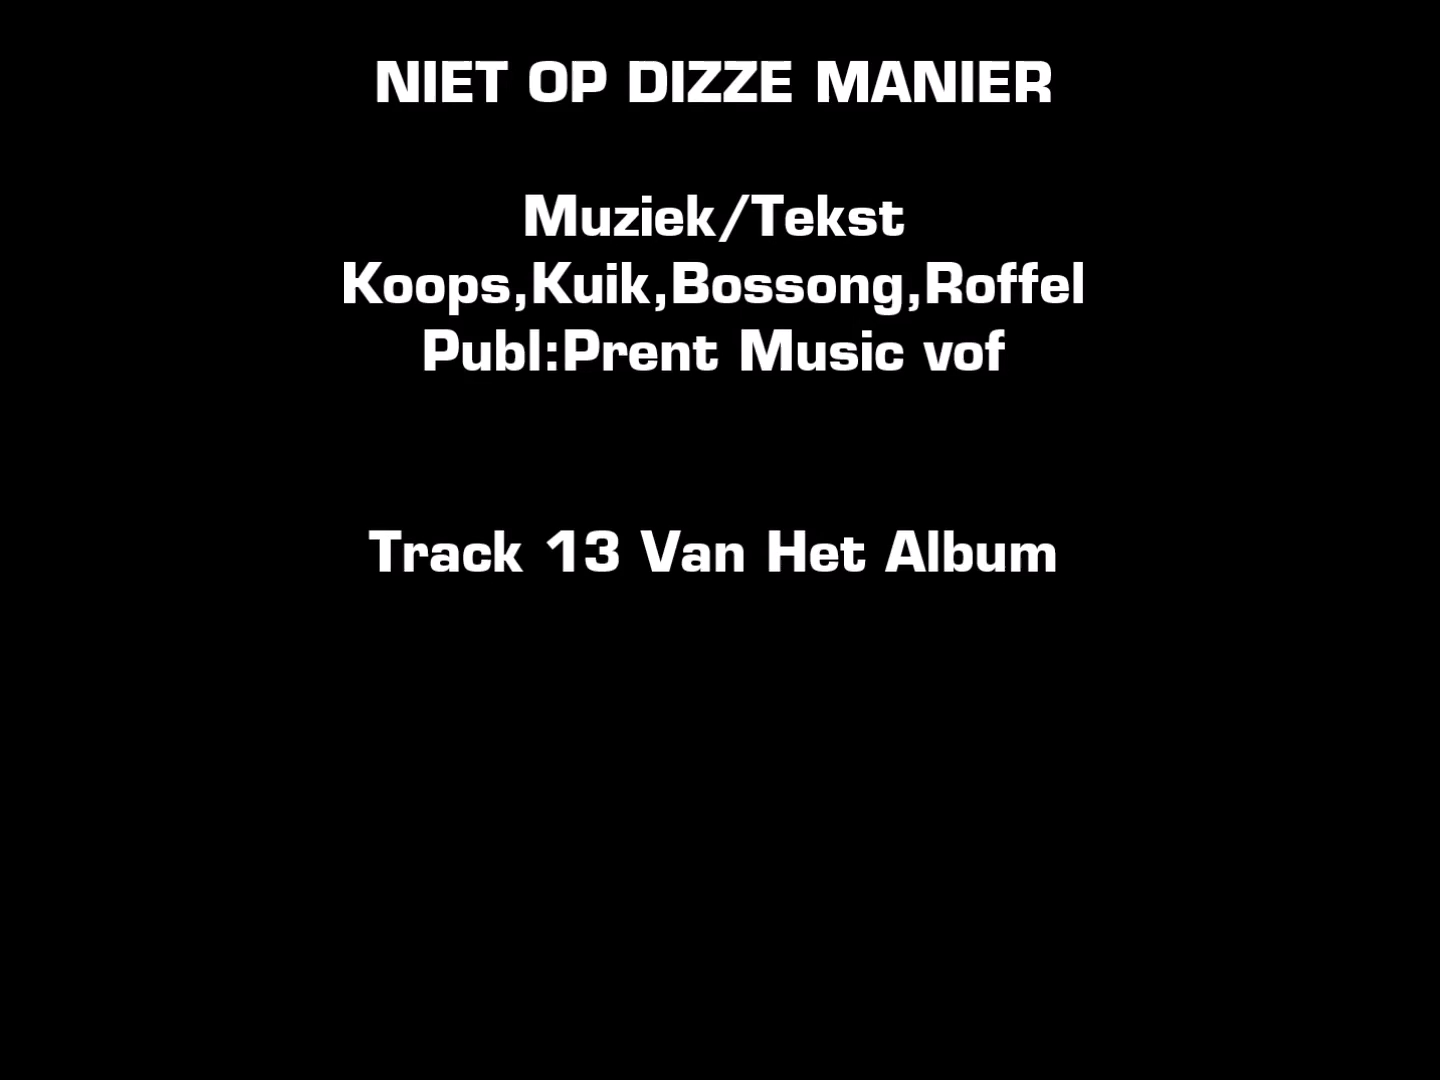 NIET OP DIZZE MANIER
Muziek/Tekst
Koops,Kuik,Bossong,Roffel
Publ:Prent Music vof
Track 13 Van Het Album